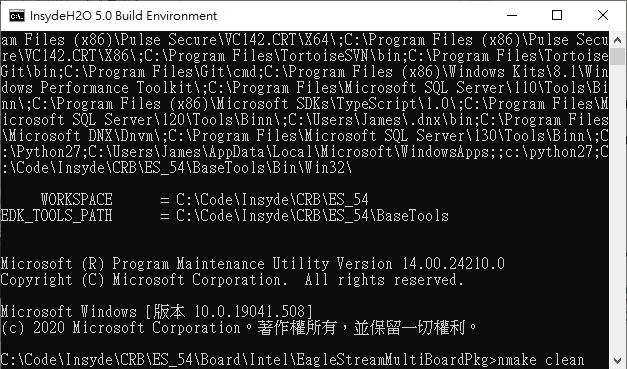 InsydeH2O 5.0 Build Environment
am Files (x86)\Pulse Secure\VC142.CRT\X64\;C:\Program Files (x86)\Pulse Secu
re\VC142.CRT\X86\;C:\Program Files\TortoiseSVN\bin;C:\Program Files\Tortoise
Git\bin;C:\Program Files\Git\cmd;C:\Program Files (x86)\Windows Kits\8.1\Win
dows Performance Toolkit\;C:\Program Files\Microsoft SQL Server\110\Tools\Bi
nn\;C:\Program Files (x86)\Microsoft SDKs\TypeScript\1.0\;C:\Program Files\M
icrosoft SQL Server\120\Tools\Binn\;C:\Users\James\.dnx\bin;C:\Program Files
\Microsoft DNX\Dnvm\;C:\Program Files\Microsoft SQL Server\130\Tools\Binn\;C
:\Python27;C:\Users\James\AppData\Local\Microsoft\WindowsApps;;c:\python27;C
:\Code\Insyde\CRB\ES_54\BaseTools\Bin\Win32\
WORKSPACE = C:\Code\Insyde\CRB\ES_54
EDK_TOOLS_PATH = C:\Code\Insyde\CRB\ES_54\BaseTools
Microsoft (R) Program Maintenance Utility Version 14.00.24210.0
Copyright (C) Microsoft Corporation.  All rights reserved.
Microsoft Windows [版本 10.0.19041.508]
(c) 2020 Microsoft Corporation。著作權所有，並保留一切權利。
C:\Code\Insyde\CRB\ES_54\Board\Intel\EagleStreamMultiBoardPkg>nmake clean